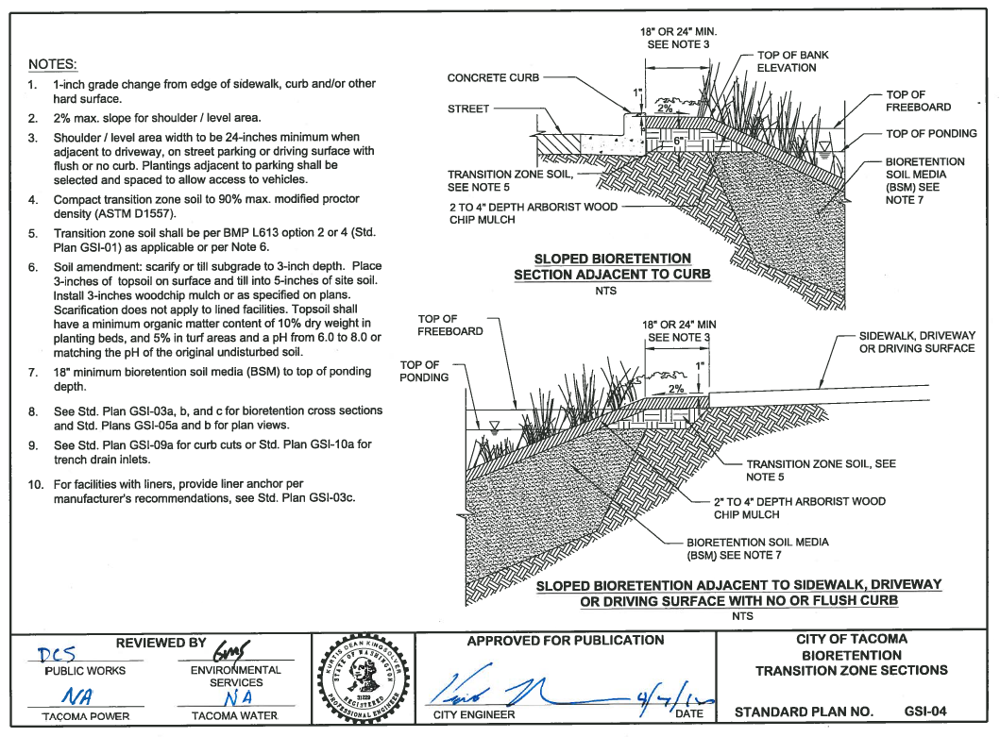 NOTES:
1. 1-inch grade change from edge of sidewalk, curb and/or other
hard surface.
2. 2% max. slope for shoulder / level area.
3. Shoulder / level area width to be 24-inches minimum when
adjacent to driveway, on street parking or driving surface with
flush or no curb. Plantings adjacent to parking shall be
selected and spaced to allow access to vehicles.
4. Compact transition zone soil to 90% max. modified proctor
density (ASTM D1557).
5. Transition zone soil shall be per BMP L613 option 2 or 4 (Std.
Plan GSI-01) as applicable or per Note 6.
6. Soil amendment: scarify or till subgrade to 3-inch depth. Place
3-inches of topsoil on surface and till into 5-inches of site soil.
Install 3-inches woodchip mulch or as specified on plans.
Scarification does not apply to lined facilities. Topsoil shall
have a minimum organic matter content of 10% dry weight in
planting beds, and 5% in turf areas and a pH from 6.0 to 8.0 or
matching the pH of the original undisturbed soil.
7. 18" minimum bioretention soil media (BSM) to top of ponding
depth.
8. See Std. Plan GSI-03a, b, and c for bioretention cross sections
and Std. Plans GSI-05a and b for plan views.
9. See Std. Plan GSI-09a for curb cuts or Std. Plan GSI-10a for
trench drain inlets.
10. For facilities with liners, provide liner anchor per
manufacturer's recommendations, see Std. Plan GSI-03c.
18" OR 24" MIN.
SEE NOTE 3
TOP OF BANK
ELEVATION
CONCRETE CURB
1"
2%
STREET
TOP OF
FREEBOARD
TOP OF PONDING
6"
BIORETENTION
SOIL MEDIA
(BSM) SEE
NOTE 7
TRANSITION ZONE SOIL,
SEE NOTE 5
2 TO 4" DEPTH ARBORIST WOOD
CHIP MULCH
SLOPED BIORETENTION
SECTION ADJACENT TO CURB
NTS
TOP OF
FREEBOARD
18" OR 24" MIN
SEE NOTE 3
SIDEWALK, DRIVEWAY
OR DRIVING SURFACE
TOP OF
PONDING
1"
2%
TRANSITION ZONE SOIL, SEE
NOTE 5
2" TO 4" DEPTH ARBORIST WOOD
CHIP MULCH
BIORETENTION SOIL MEDIA
(BSM) SEE NOTE 7
SLOPED BIORETENTION ADJACENT TO SIDEWALK, DRIVEWAY
OR DRIVING SURFACE WITH NO OR FLUSH CURB
NTS
REVIEWED BY
DCS
PUBLIC WORKS
ENVIRONMENTAL
SERVICES
NA
TACOMA POWER
NA
TACOMA WATER
KURTIS DEAN KINGSOLVER
STATE OF WASHINGTON
31229
REGISTERED
PROFESSIONAL ENGINEER
APPROVED FOR PUBLICATION
CITY ENGINEER
DATE
CITY OF TACOMA
BIORETENTION
TRANSITION ZONE SECTIONS
STANDARD PLAN NO. GSI-04